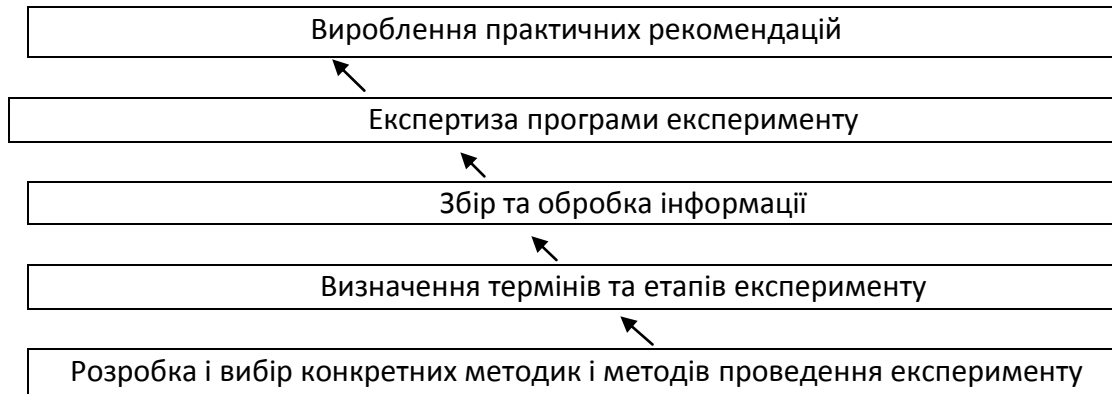 Вироблення практичних рекомендацій
Експертиза програми експерименту
Збір та обробка інформації
Визначення термінів та етапів експерименту
Розробка і вибір конкретних методик і методів проведення експерименту